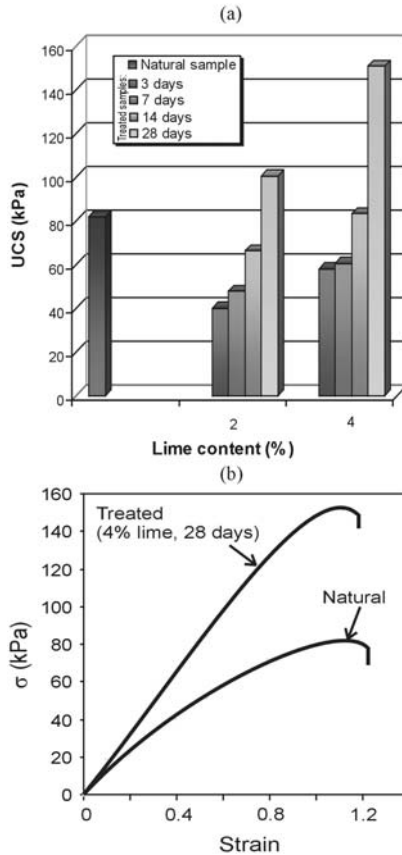 (a)
160
140
120
100
80
60
40
20
0
UCS (kPa)
Natural sample
Treated samples:
3 days
7 days
14 days
28 days
2
4
Lime content (%)
(b)
160
140
120
100
80
60
40
20
0
σ (kPa)
Treated
(4% lime, 28 days)
Natural
0
0.4
0.8
1.2
Strain